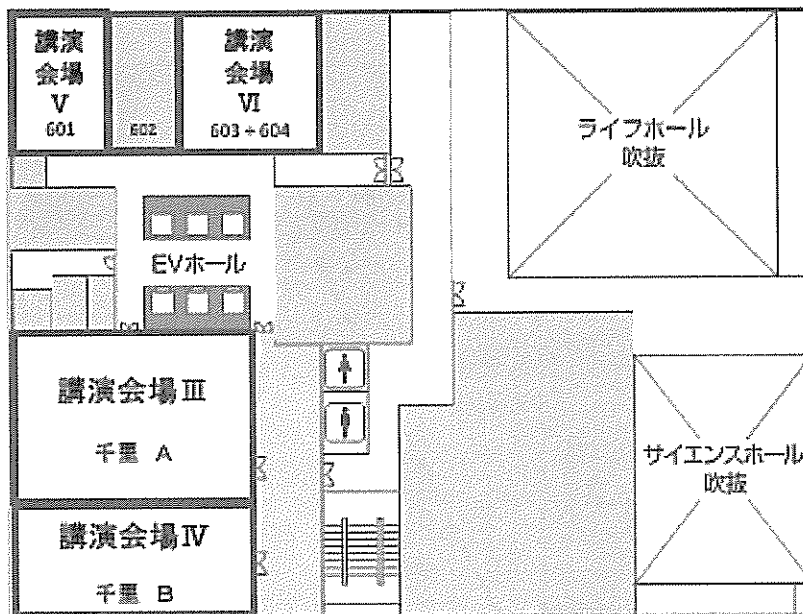 講演
会場
Ⅴ
601
602
講演
会場
Ⅵ
603+604
ライフホール
吹抜
EVホール
講演会場Ⅲ
千里 A
サイエンスホール
吹抜
講演会場Ⅳ
千里 B